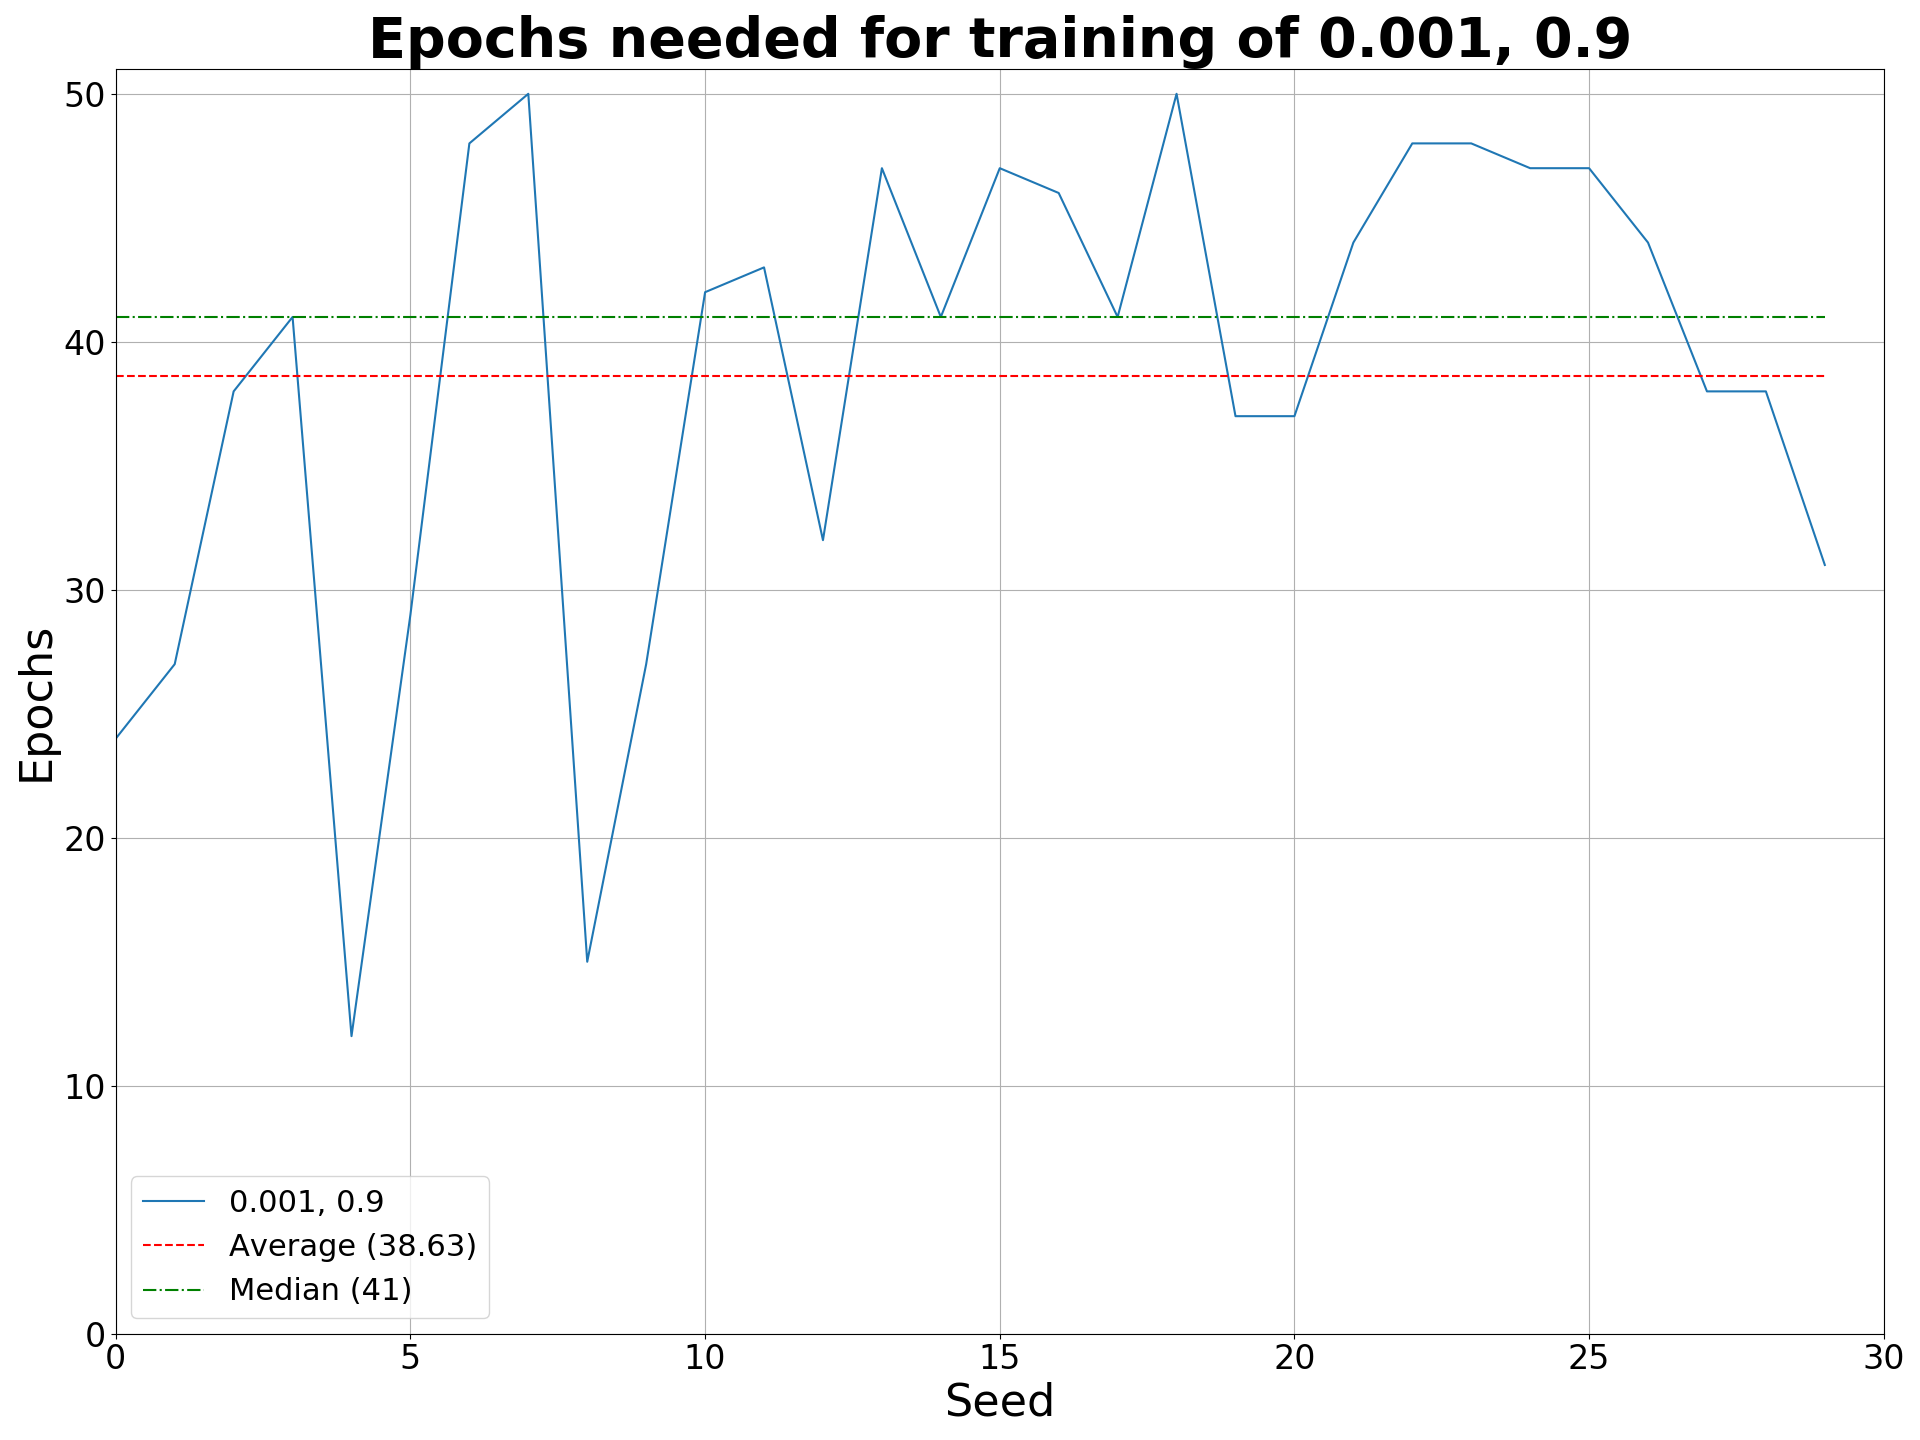 Epochs needed for training of 0.001, 0.9
50
40
30
20
10
0
Epochs
0.001, 0.9
Average (38.63)
Median (41)
0 5 10 15 20 25 30
Seed